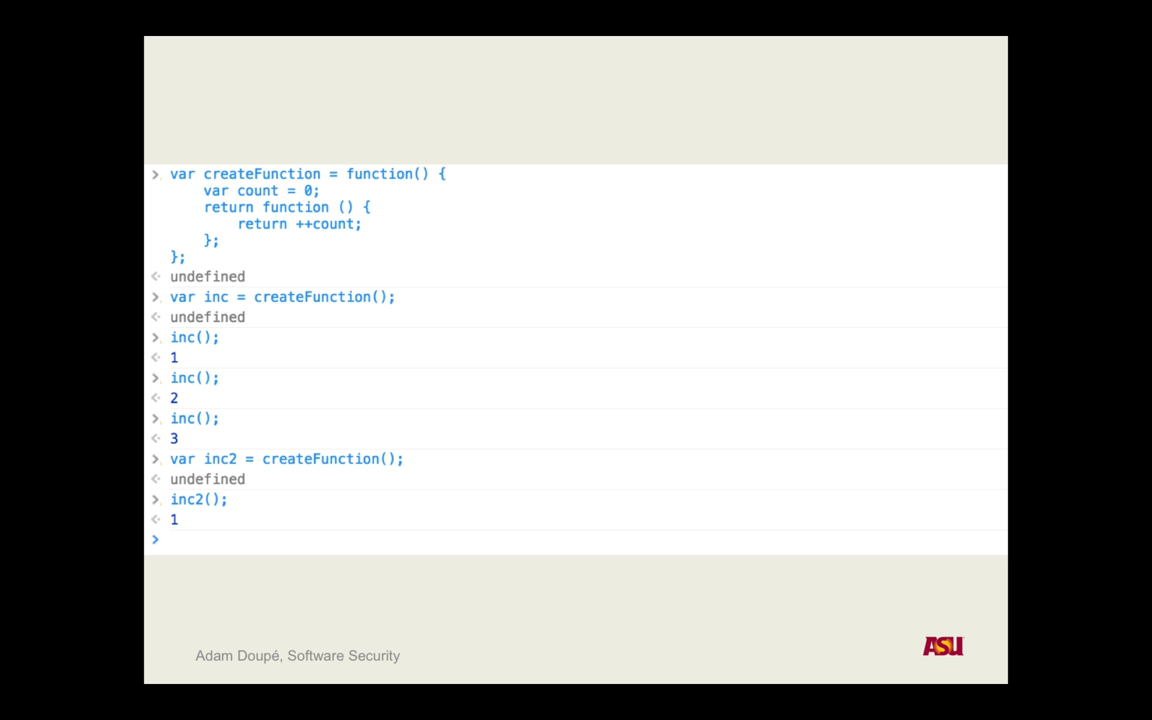 > var createFunction = function() {
var count = 0;
return function () {
return ++count;
};
};
< undefined
> var inc = createFunction();
< undefined
> inc();
< 1
> inc();
< 2
> inc();
< 3
> var inc2 = createFunction();
< undefined
> inc2();
< 1
>
Adam Doupé, Software Security
ASU